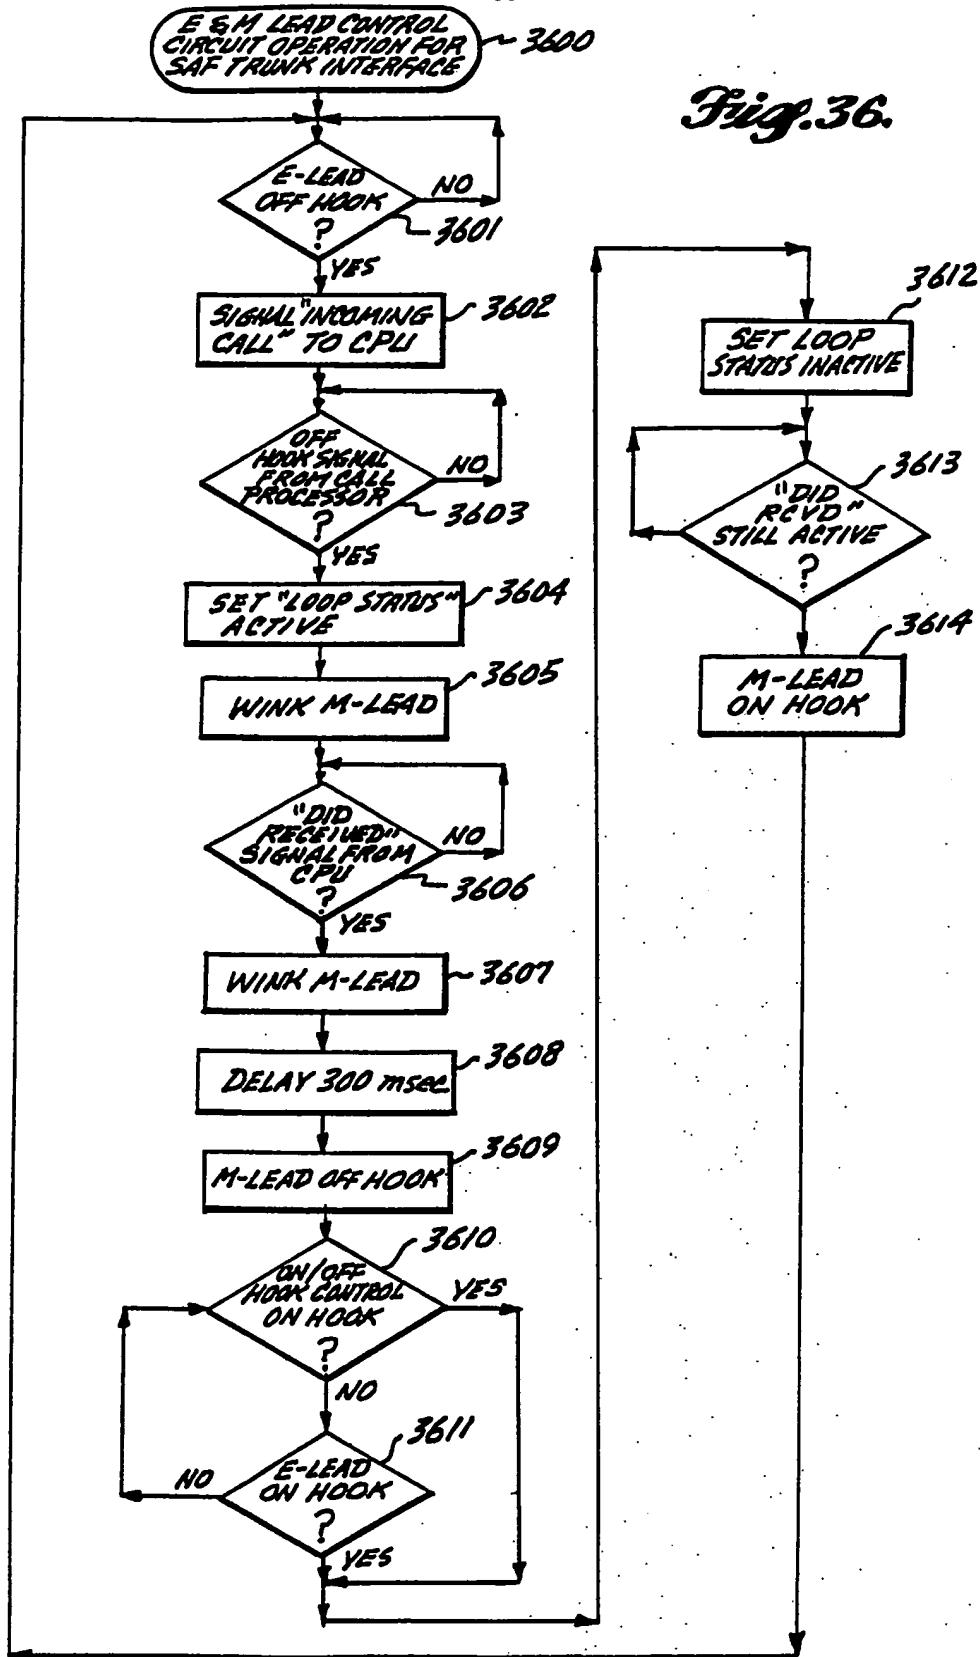 E & M LEAD CONTROL
CIRCUIT OPERATION FOR
SAF TRUNK INTERFACE
3600
Fig. 36.
E-LEAD
OFF HOOK
?
NO
3601
YES
SIGNAL "INCOMING
CALL" TO CPU
3602
OFF
HOOK SIGNAL
FROM CALL
PROCESSOR
?
NO
3603
YES
SET "LOOP STATUS"
ACTIVE
3604
WINK M-LEAD
3605
"DID
RECEIVED"
SIGNAL FROM
CPU
?
NO
3606
YES
WINK M-LEAD
3607
DELAY 300 msec
3608
M-LEAD OFF HOOK
3609
ON/OFF
HOOK CONTROL
ON HOOK
?
3610
YES
NO
E-LEAD
ON HOOK
?
3611
NO
YES
3612
SET LOOP
STATUS INACTIVE
3613
"DID
RCVD"
STILL ACTIVE
?
3614
M-LEAD
ON HOOK